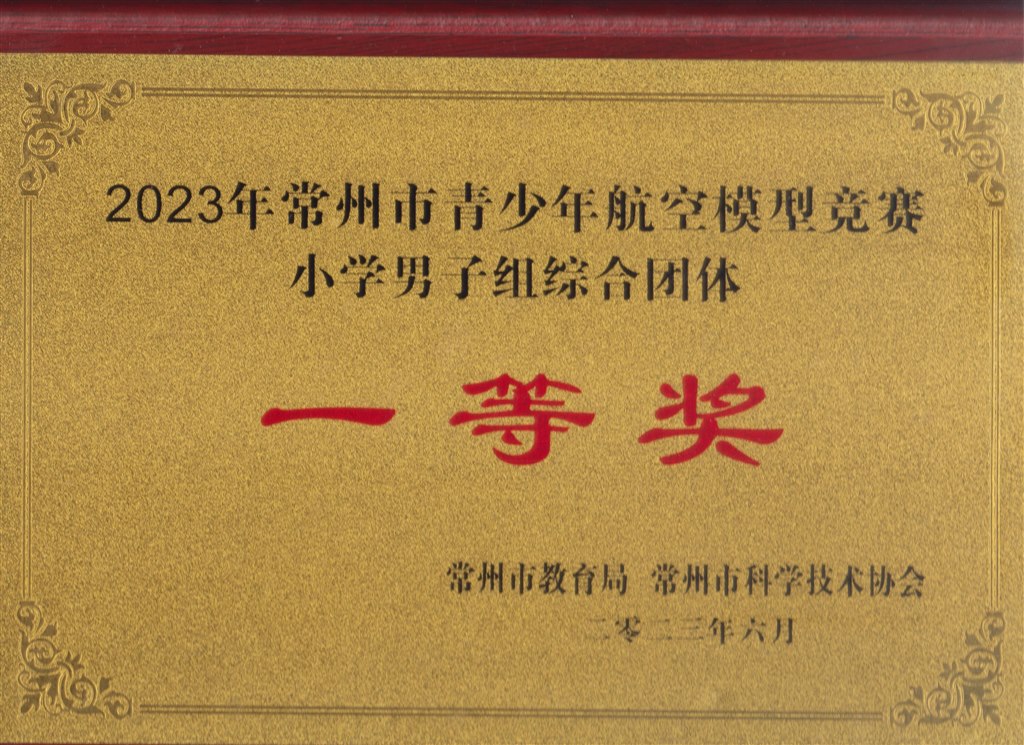 2023年常州市青少年航空模型竞赛
小学男子组综合团体
一等奖
常州市教育局 常州市科学技术协会
二零二三年六月